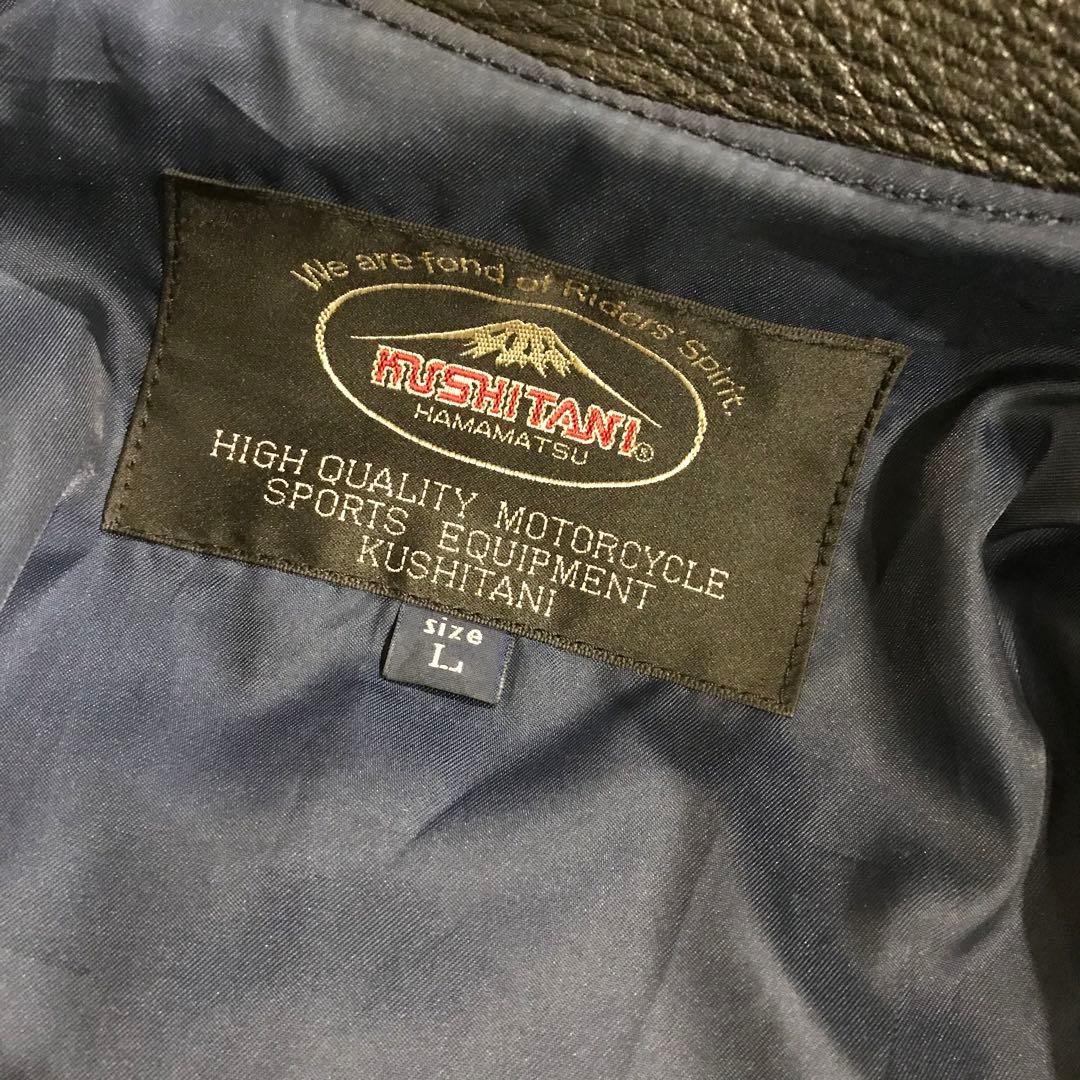 We are fond of Riders' Spirit.
KUSHITANI®
HAMAMATSU
HIGH QUALITY MOTORCYCLE
SPORTS EQUIPMENT
KUSHITANI
size
L